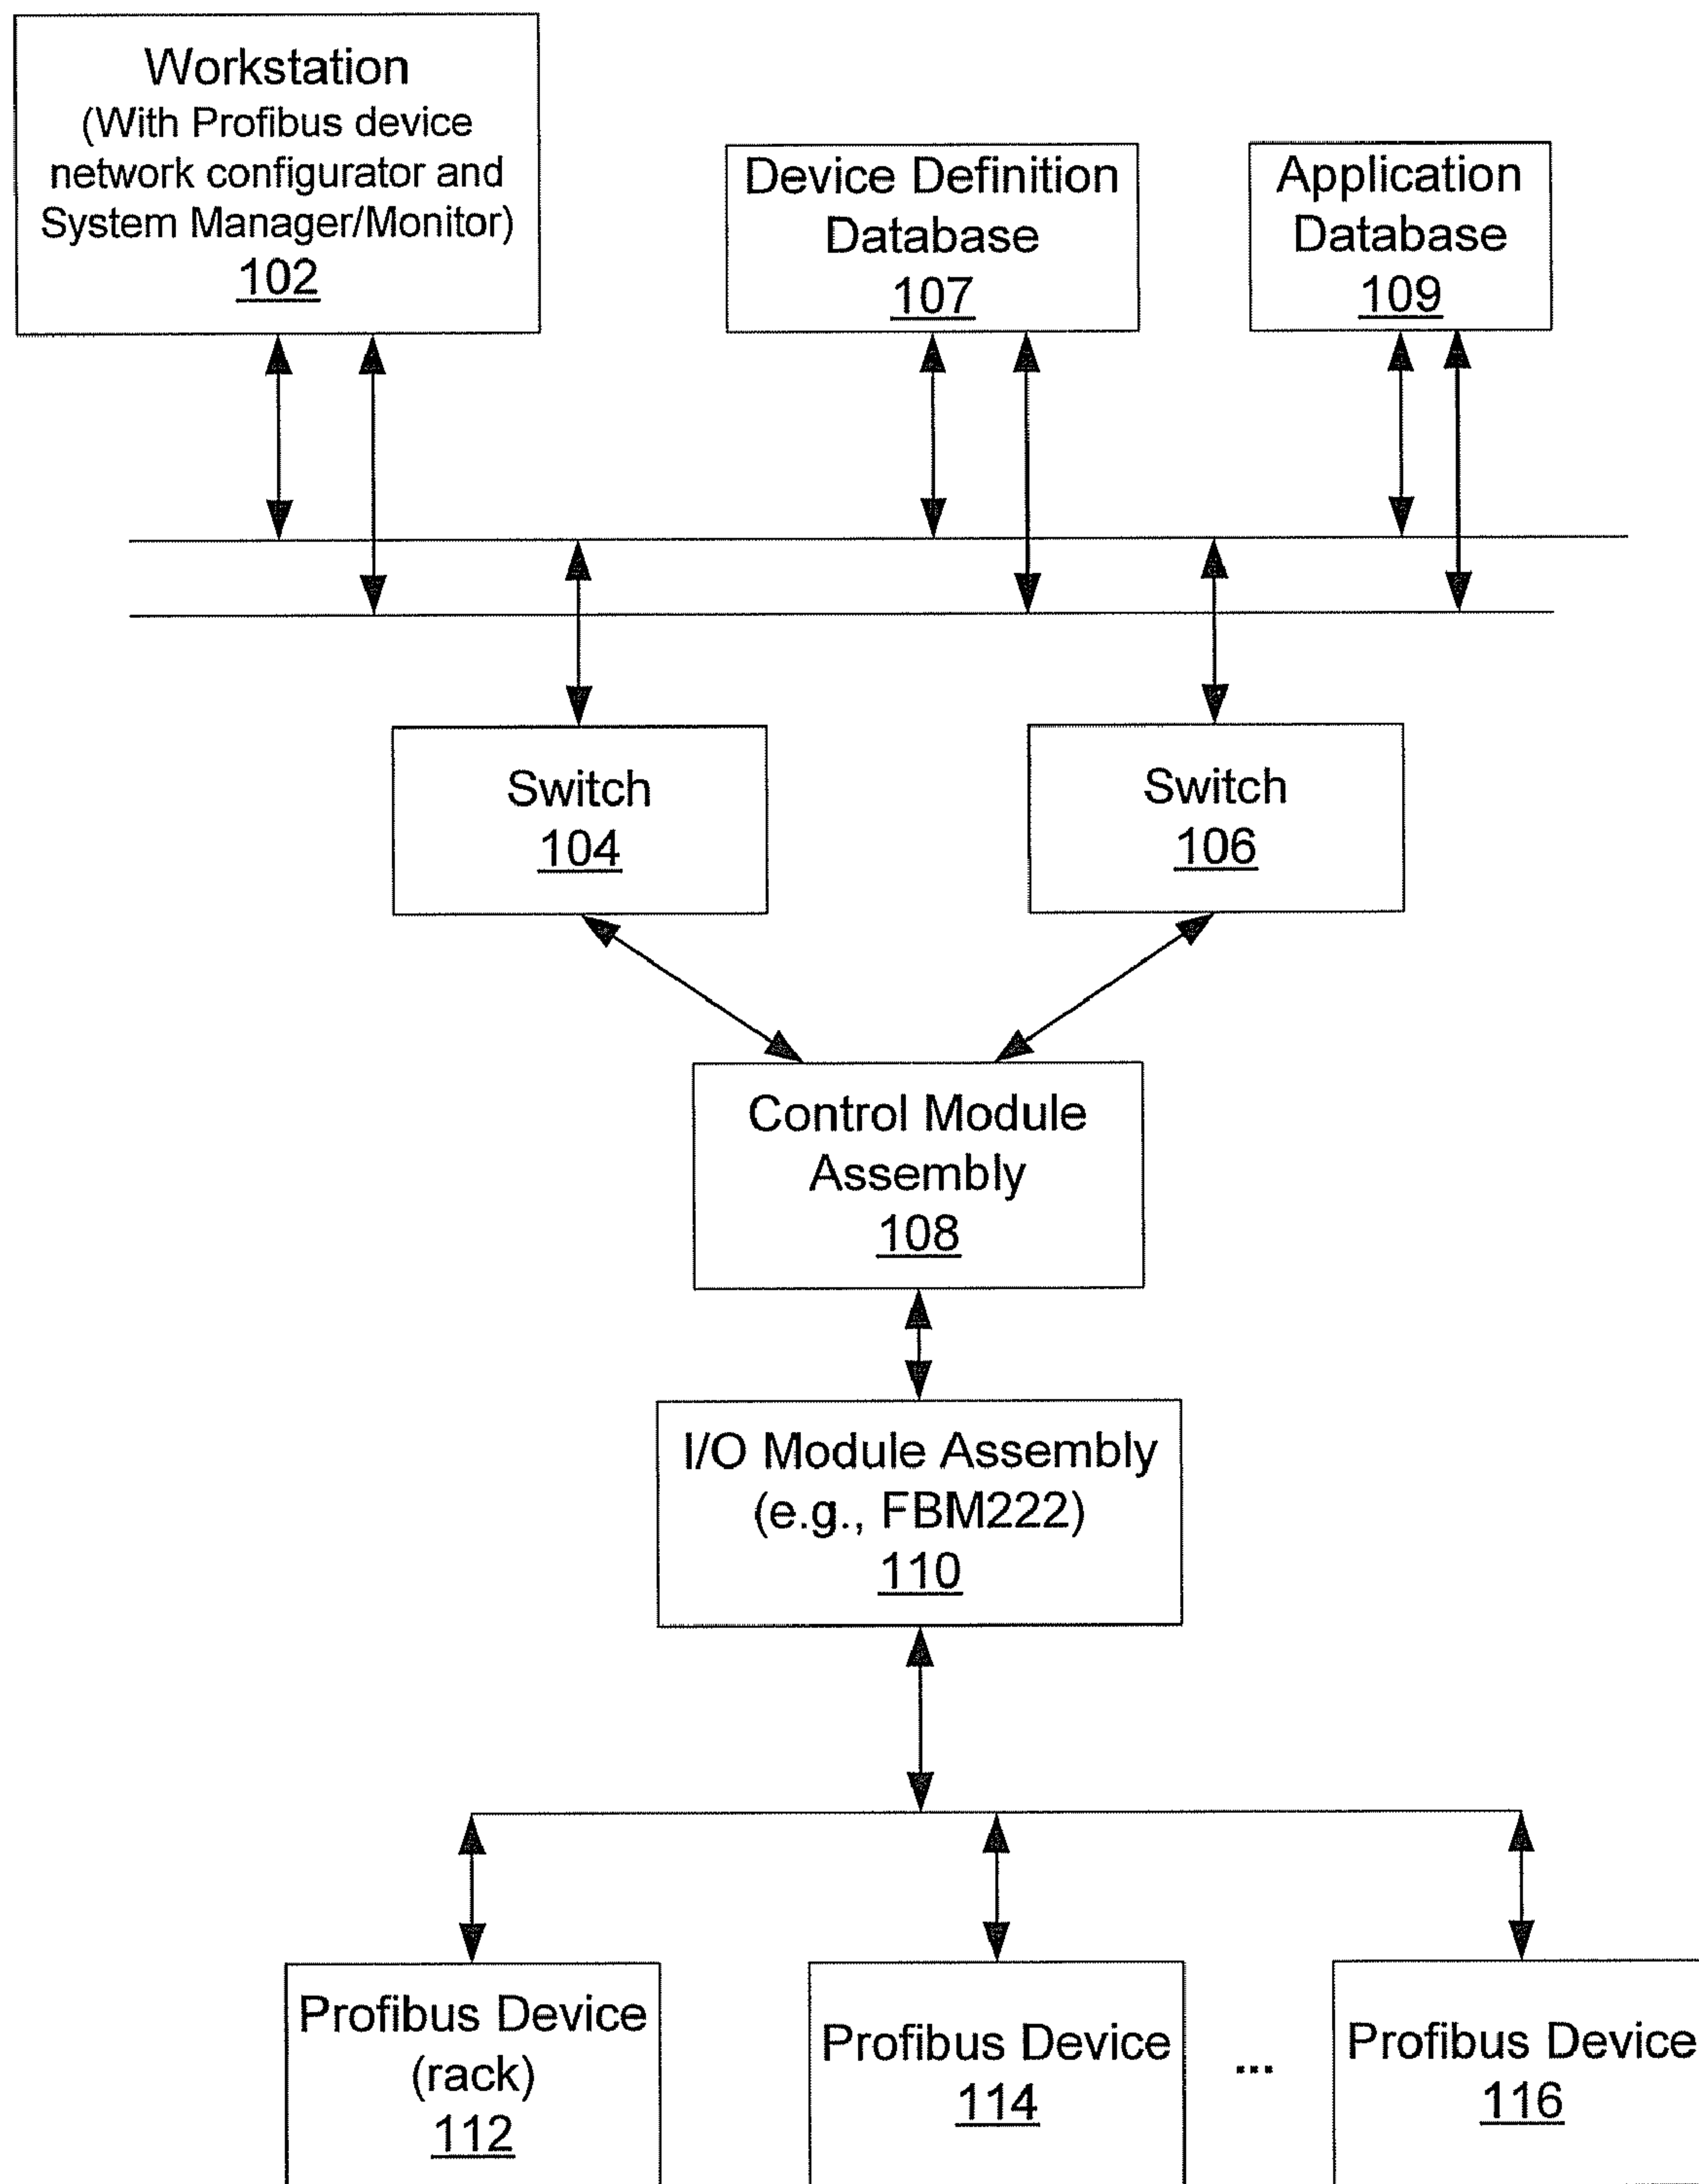 Workstation
(With Profibus device
network configurator and
System Manager/Monitor)
102
Device Definition
Database
107
Application
Database
109
Switch
104
Switch
106
Control Module
Assembly
108
I/O Module Assembly
(e.g., FBM222)
110
Profibus Device
(rack)
112
Profibus Device
114
...
Profibus Device
116